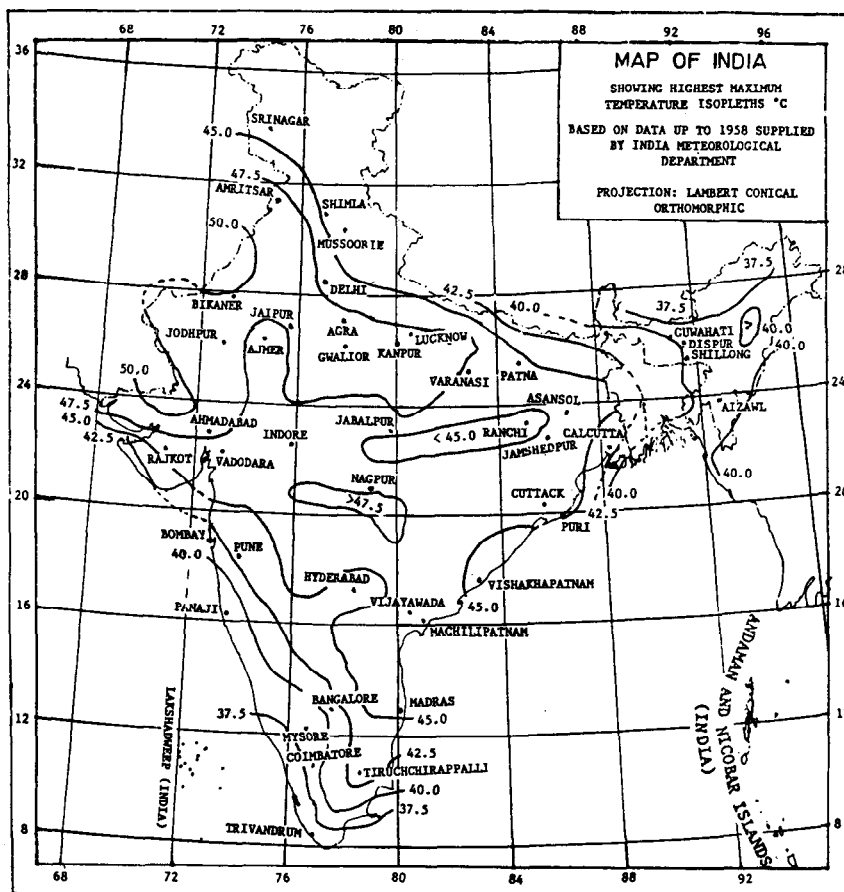 68 72 76 80 84 88 92 96
36
MAP OF INDIA
SHOWING HIGHEST MAXIMUM
TEMPERATURE ISOPLETHS °C
BASED ON DATA UP TO 1958 SUPPLIED
BY INDIA METEOROLOGICAL
DEPARTMENT
PROJECTION: LAMBERT CONICAL
ORTHOMORPHIC
36
SRINAGAR
45.0
32
32
47.5
AMRITSAR
SHIMLA
50.0
MUSSOORIE
28
28
37.5
BIKANER
DELHI
42.5
40.0
37.5
JAIPUR
JODHPUR
AJMER
AGRA
LUCKNOW
GWALIOR
KANPUR
GUWAHATI
DISPUR
SHILLONG
>
40.0
40.0
24
50.0
VARANASI
PATNA
24
47.5
45.0
42.5
AHMADABAD
JABALPUR
ASANSOL
AIZAWL
RAJKOT
VADODARA
INDORE
< 45.0
RANCHI
CALCUTTA
JAMSHEDPUR
40.0
20
NAGPUR
>47.5
CUTTACK
40.0
20
42.5
PURI
BOMBAY
40.0
PUNE
HYDERABAD
VISHAKHAPATNAM
16
PANAJI
VIJAYAWADA
45.0
16
MACHILIPATNAM
LAKSHADWEEP (INDIA)
ANDAMAN AND NICOBAR ISLANDS
(INDIA)
12
37.5
BANGALORE
MADRAS
45.0
12
MYSORE
COIMBATORE
42.5
TIRUCHCHIRAPPALLI
40.0
37.5
8
TRIVANDRUM
8
68 72 76 80 84 88 92